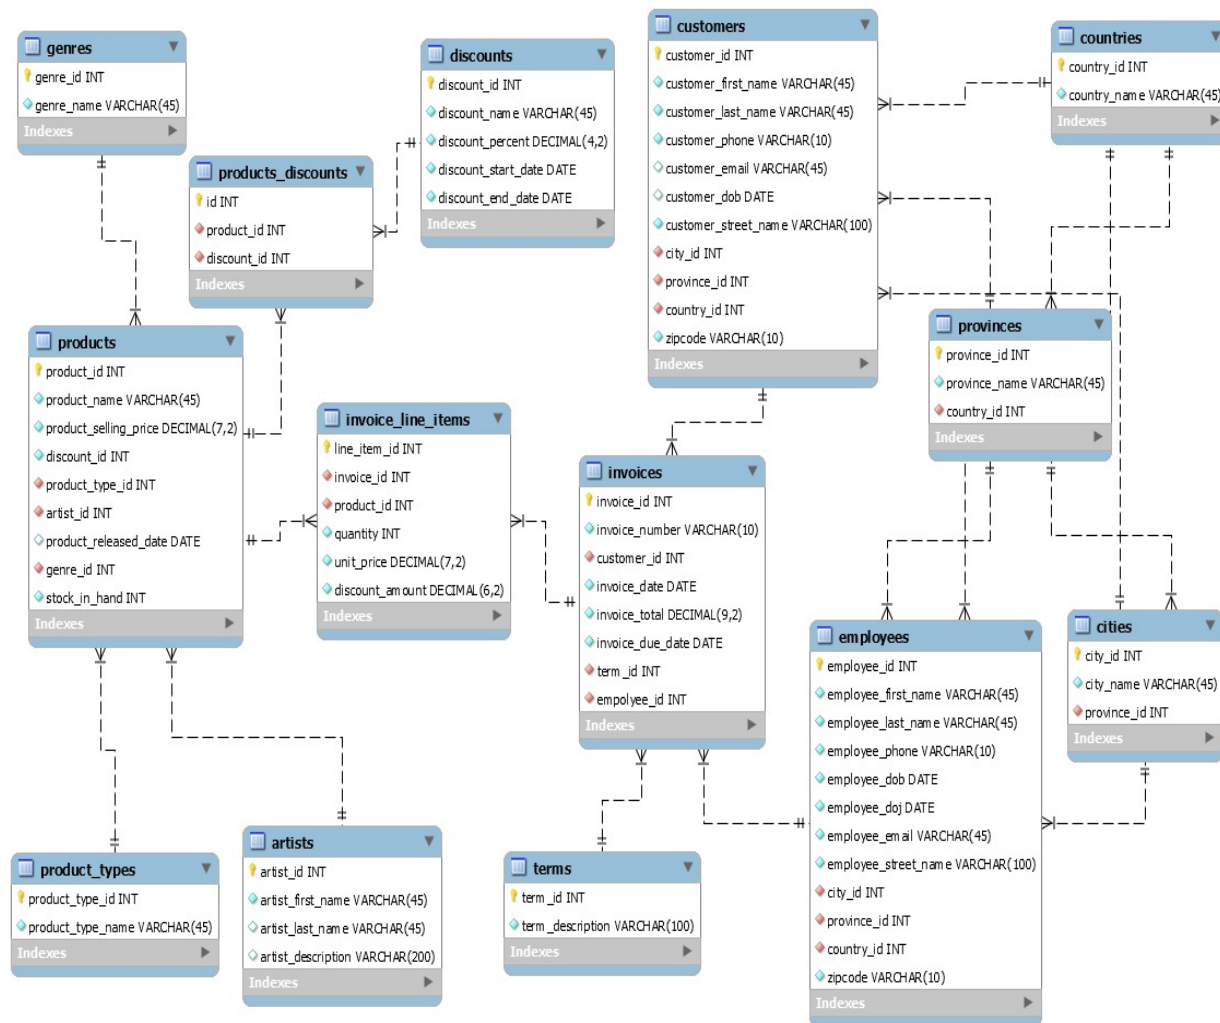 genres
genre_id INT
genre_name VARCHAR(45)
Indexes
discounts
discount_id INT
discount_name VARCHAR(45)
discount_percent DECIMAL(4,2)
discount_start_date DATE
discount_end_date DATE
Indexes
customers
customer_id INT
customer_first_name VARCHAR(45)
customer_last_name VARCHAR(45)
customer_phone VARCHAR(10)
customer_email VARCHAR(45)
customer_dob DATE
customer_street_name VARCHAR(100)
city_id INT
province_id INT
country_id INT
zipcode VARCHAR(10)
Indexes
countries
country_id INT
country_name VARCHAR(45)
Indexes
products_discounts
id INT
product_id INT
discount_id INT
Indexes
products
product_id INT
product_name VARCHAR(45)
product_selling_price DECIMAL(7,2)
discount_id INT
product_type_id INT
artist_id INT
product_released_date DATE
genre_id INT
stock_in_hand INT
Indexes
invoice_line_items
line_item_id INT
invoice_id INT
product_id INT
quantity INT
unit_price DECIMAL(7,2)
discount_amount DECIMAL(6,2)
Indexes
invoices
invoice_id INT
invoice_number VARCHAR(10)
customer_id INT
invoice_date DATE
invoice_total DECIMAL(9,2)
invoice_due_date DATE
term_id INT
empolyee_id INT
Indexes
provinces
province_id INT
province_name VARCHAR(45)
country_id INT
Indexes
employees
employee_id INT
employee_first_name VARCHAR(45)
employee_last_name VARCHAR(45)
employee_phone VARCHAR(10)
employee_dob DATE
employee_doj DATE
employee_email VARCHAR(45)
employee_street_name VARCHAR(100)
city_id INT
province_id INT
country_id INT
zipcode VARCHAR(10)
Indexes
cities
city_id INT
city_name VARCHAR(45)
province_id INT
Indexes
product_types
product_type_id INT
product_type_name VARCHAR(45)
Indexes
artists
artist_id INT
artist_first_name VARCHAR(45)
artist_last_name VARCHAR(45)
artist_description VARCHAR(200)
Indexes
terms
term_id INT
term_description VARCHAR(100)
Indexes